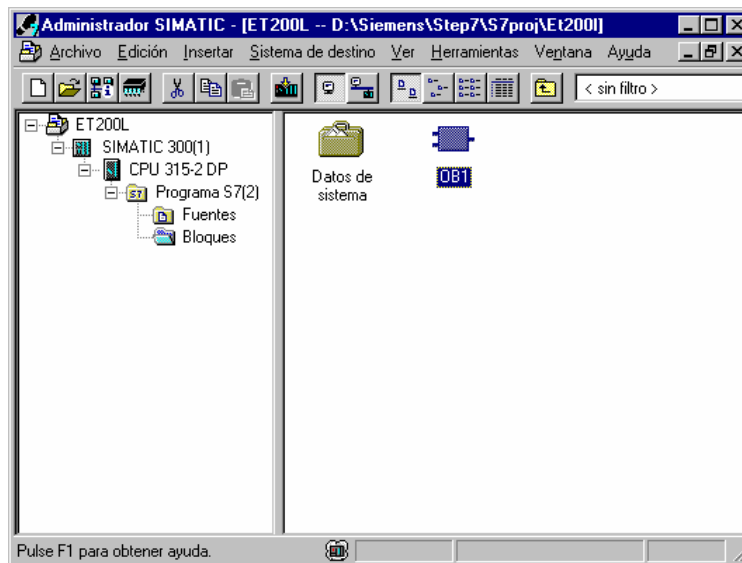 Administrador SIMATIC - [ET200L -- D:\Siemens\Step7\S7proj\Et200l]
Archivo Edición Insertar Sistema de destino Ver Herramientas Ventana Ayuda
< sin filtro >
ET200L
SIMATIC 300(1)
CPU 315-2 DP
Programa S7(2)
Fuentes
Bloques
Datos de
sistema
OB1
Pulse F1 para obtener ayuda.